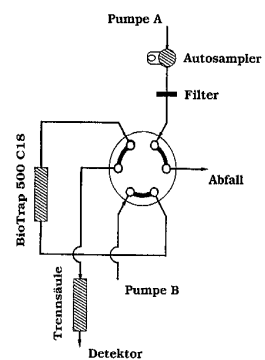 Pumpe A
Autosampler
Filter
BioTrap 500 C18
Abfall
Pumpe B
Trennsäule
Detektor